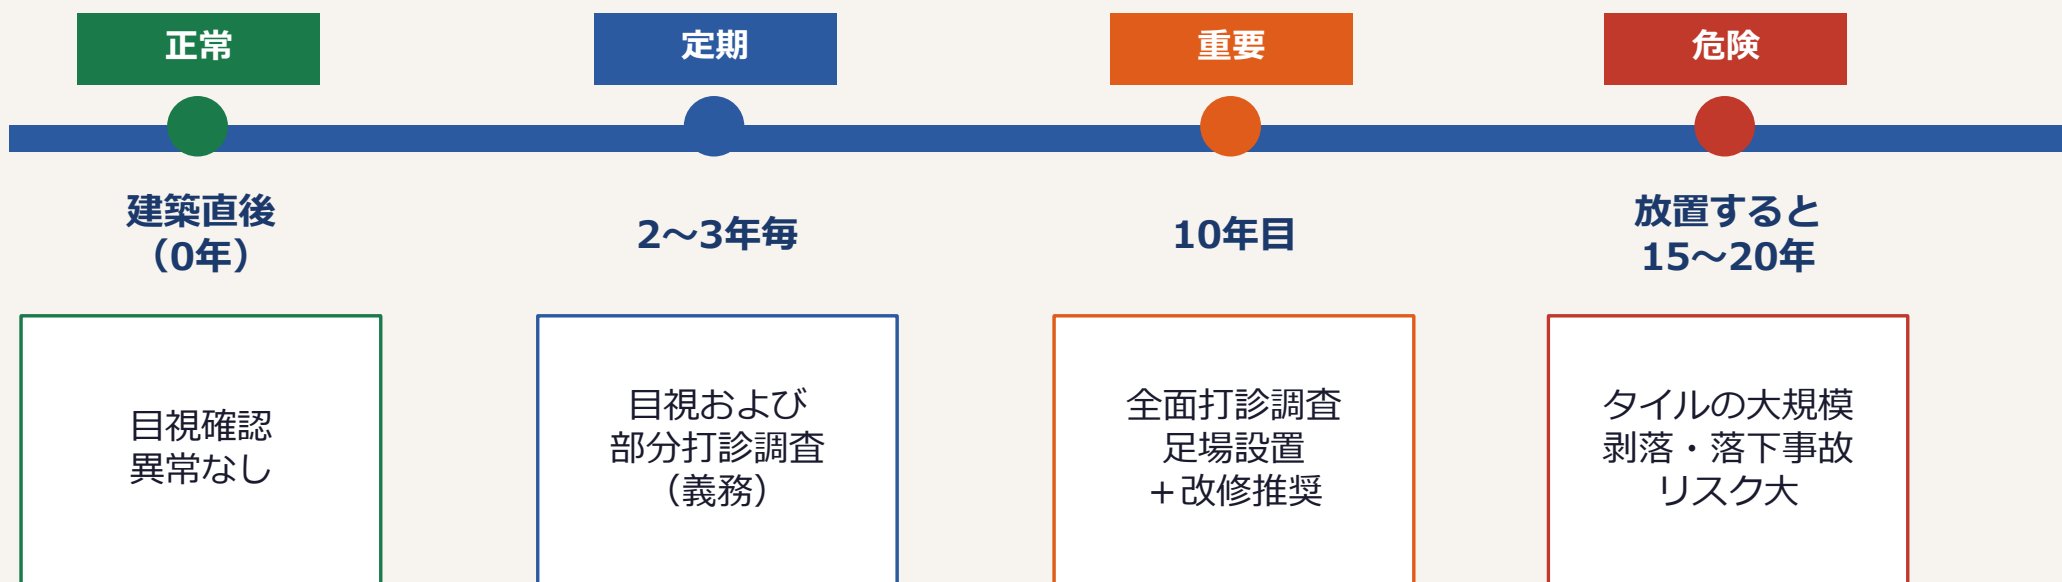 正常
定期
重要
危険
建築直後
（0年）
2～3年毎
10年目
放置すると
15～20年
目視確認
異常なし
目視および
部分打診調査
（義務）
全面打診調査
足場設置
＋改修推奨
タイルの大規模
剥落・落下事故
リスク大